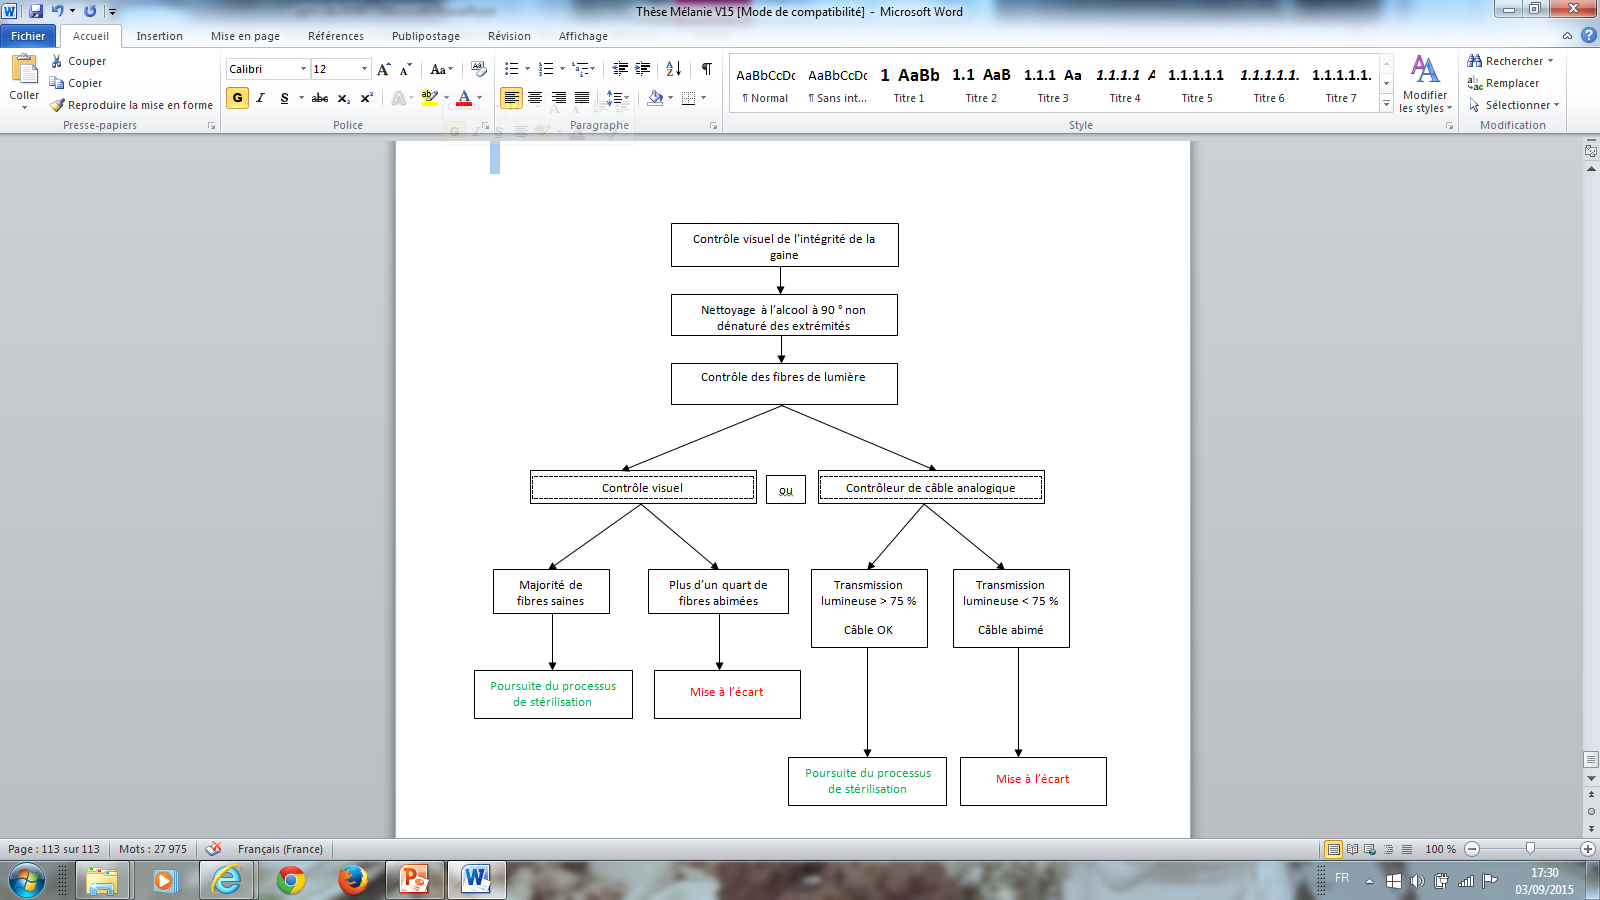 Thèse Mélanie V15 [Mode de compatibilité] - Microsoft Word
Fichier Accueil Insertion Mise en page Références Publipostage Révision Affichage
Coller
Couper
Copier
Reproduire la mise en forme
Presse-papiers
Calibri 12
G I S abc x₂ x² Aa A
Police
Paragraphe
AaBbCcDc AaBbCcDc 1 AaBb 1.1 AaB 1.1.1 Aa 1.1.1.1 A 1.1.1.1.1 1.1.1.1.1. 1.1.1.1.1.
¶ Normal ¶ Sans int... Titre 1 Titre 2 Titre 3 Titre 4 Titre 5 Titre 6 Titre 7
Style
Modifier
les styles
Rechercher
Remplacer
Sélectionner
Modification
Contrôle visuel de l'intégrité de la
gaine
Nettoyage à l'alcool à 90 ° non
dénaturé des extrémités
Contrôle des fibres de lumière
Contrôle visuel
ou
Contrôleur de câble analogique
Majorité de
fibres saines
Plus d'un quart de
fibres abimées
Transmission
lumineuse > 75 %
Câble OK
Transmission
lumineuse < 75 %
Câble abimé
Poursuite du processus
de stérilisation
Mise à l'écart
Poursuite du processus
de stérilisation
Mise à l'écart
Page : 113 sur 113 Mots : 27 975 Français (France) 100 %
FR
17:30
03/09/2015